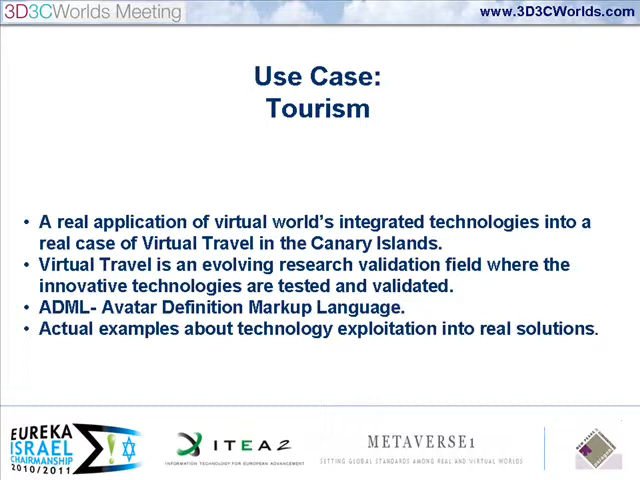 3D3CWorlds Meeting
www.3D3CWorlds.com
Use Case:
Tourism
• A real application of virtual world's integrated technologies into a
real case of Virtual Travel in the Canary Islands.
• Virtual Travel is an evolving research validation field where the
innovative technologies are tested and validated.
• ADML- Avatar Definition Markup Language.
• Actual examples about technology exploitation into real solutions.
EUREKA
ISRAEL
CHAIRMANSHIP
2010/2011
ITEA2
INFORMATION TECHNOLOGY FOR EUROPEAN ADVANCEMENT
METAVERSE1
SETTING GLOBAL STANDARDS AMONG REAL AND VIRTUAL WORLDS